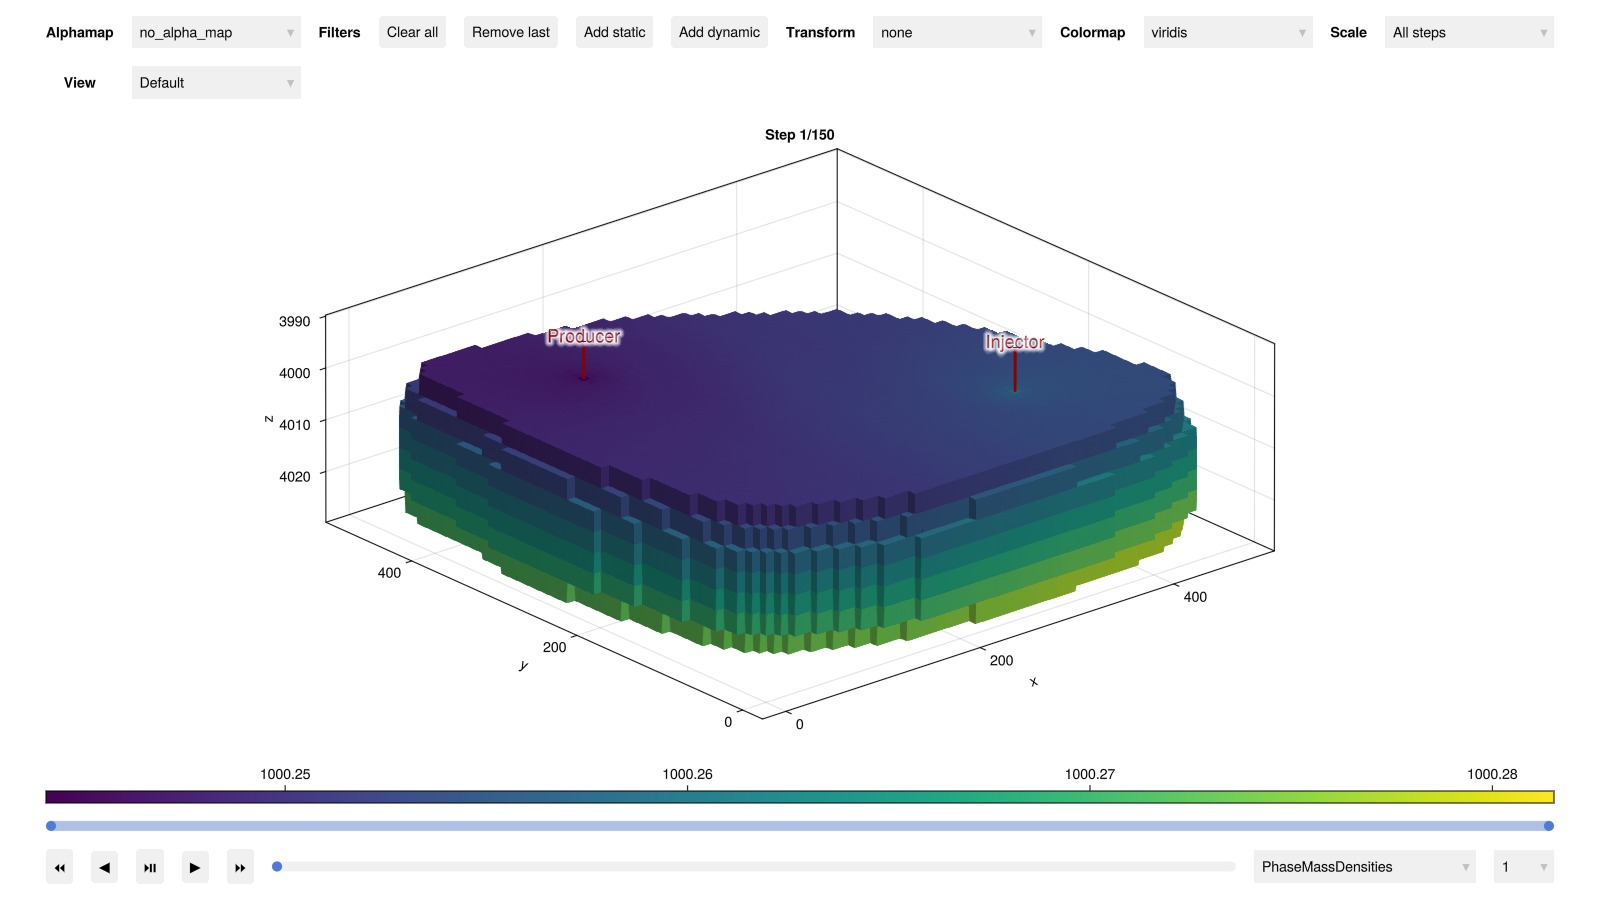 Alphamap no_alpha_map Filters Clear all Remove last Add static Add dynamic Transform none Colormap viridis Scale All steps
View Default
Step 1/150
Producer
Injector
3990
4000
4010
4020
z
400
200
0
y
0
200
400
x
1000.25 1000.26 1000.27 1000.28
PhaseMassDensities 1